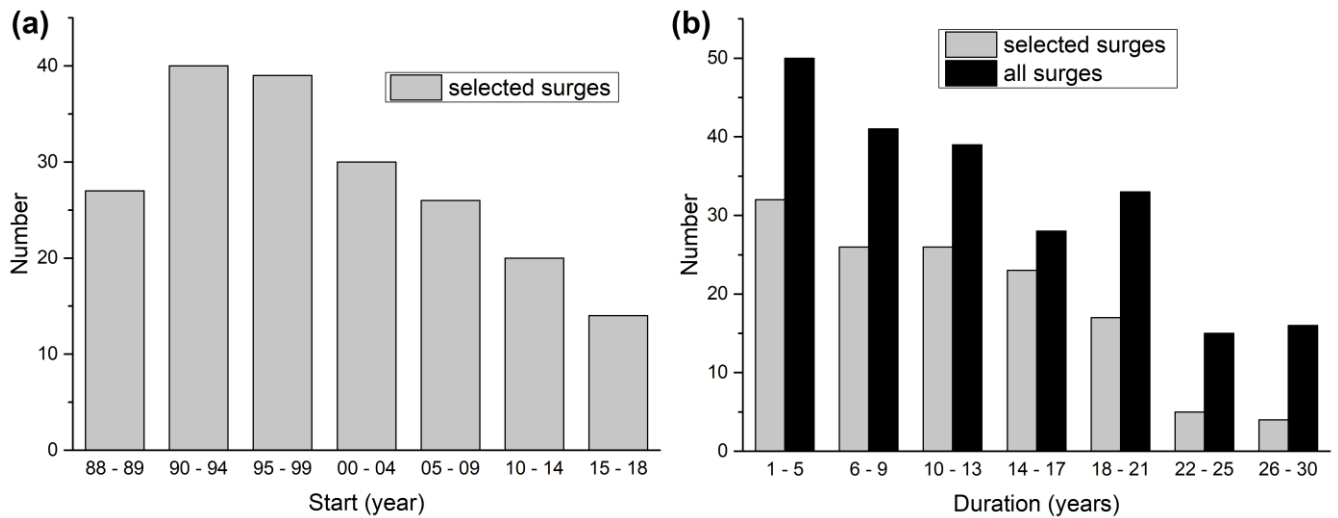 (a)
Number
40
30
20
10
0
selected surges
88 - 89 90 - 94 95 - 99 00 - 04 05 - 09 10 - 14 15 - 18
Start (year)
(b)
Number
50
40
30
20
10
0
selected surges
all surges
1 - 5 6 - 9 10 - 13 14 - 17 18 - 21 22 - 25 26 - 30
Duration (years)